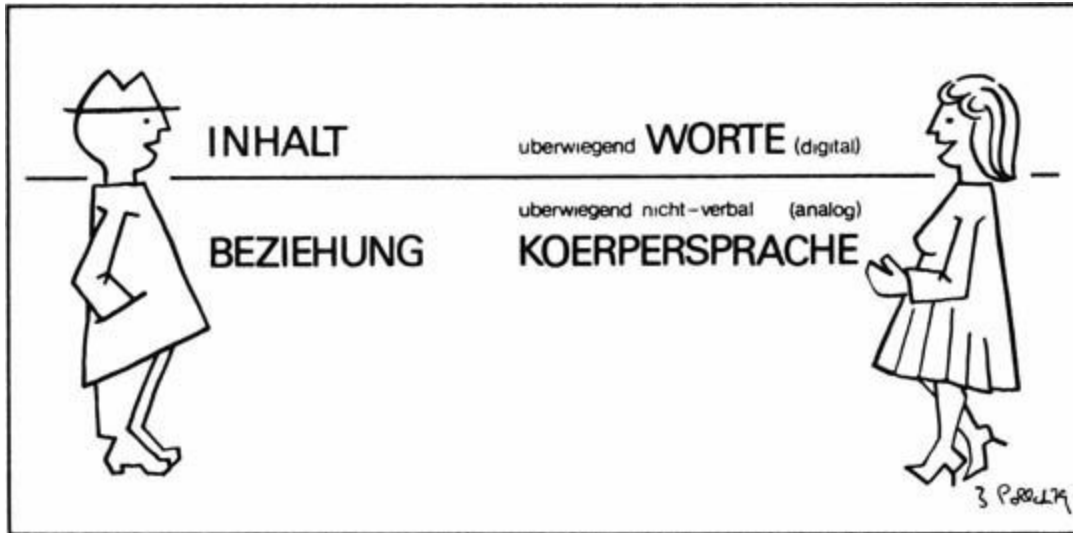 INHALT uberwiegend WORTE (digital)
uberwiegend nicht-verbal (analog)
BEZIEHUNG KOERPERSPRACHE